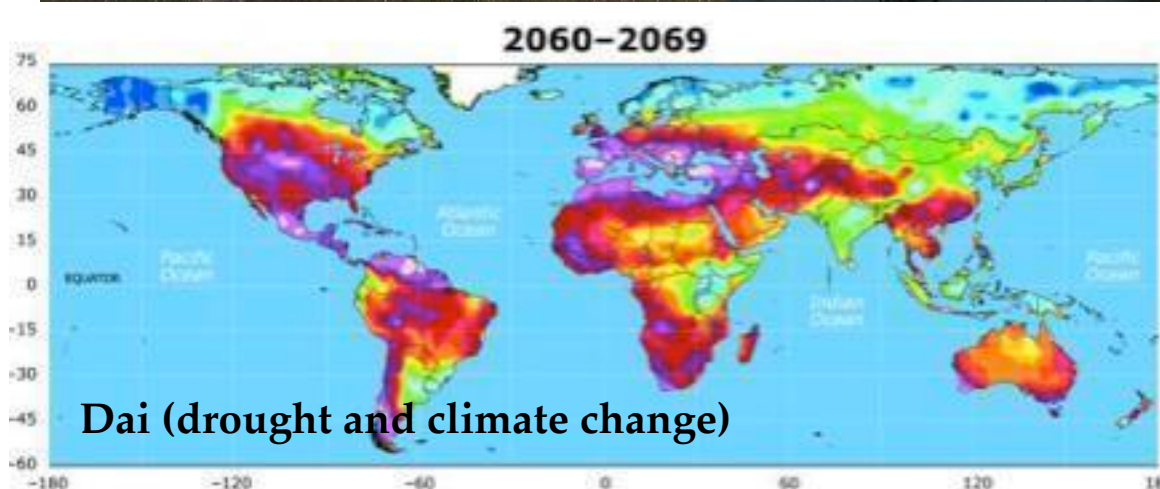 2060–2069
75
60
45
30
15
0
-15
-30
-45
-60
Atlantic
Ocean
Pacific
Ocean
EQUATOR
Pacific
Ocean
Indian
Ocean
Dai (drought and climate change)
-180
-120
-60
0
60
120
18